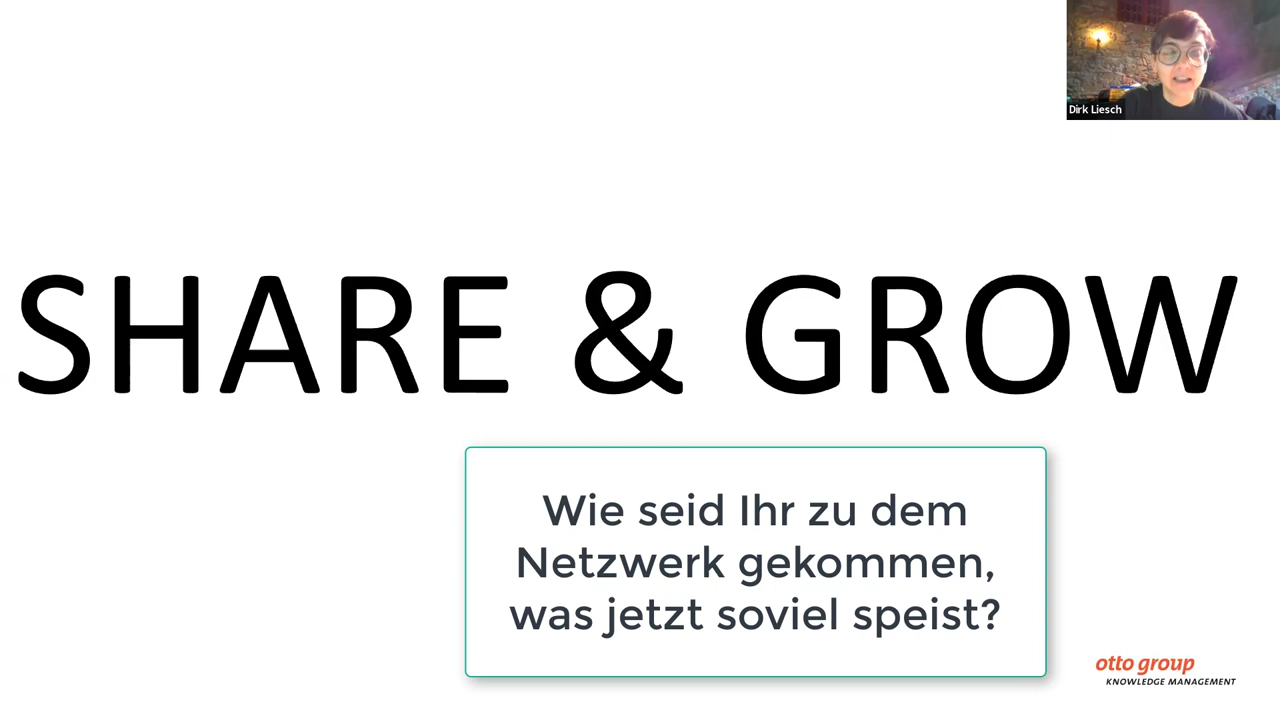 Dirk Liesch
SHARE & GROW
Wie seid Ihr zu dem
Netzwerk gekommen,
was jetzt soviel speist?
otto group
KNOWLEDGE MANAGEMENT